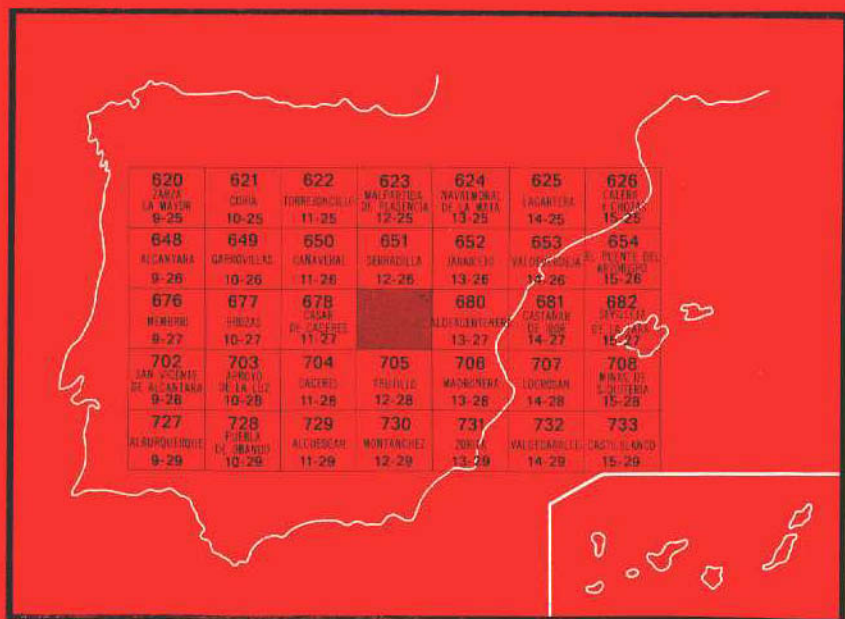 620 621 622 623 624 625 626
ZARZA LA MAYOR CORIA TORREJONCILLO MALPARTIDA DE PLASENCIA NAVALMORAL DE LA MATA LAGARTERA CALERA Y CHOZAS
9-25 10-25 11-25 12-25 13-25 14-25 15-25
648 649 650 651 652 653 654
ALCANTARA GARROVILLAS CAÑAVERAL SERRADILLA JARAICEJO VALDEVERDEJA EL PUENTE DEL ARZOBISPO
9-26 10-26 11-26 12-26 13-26 14-26 15-26
676 677 678 680 681 682
MEMBRIO BROZAS CASAR DE CACERES ALDEACENTENERA CASTAÑAR DE IBOR SEVILLEJA DE LA JARA
9-27 10-27 11-27 13-27 14-27 15-27
702 703 704 705 706 707 708
SAN VICENTE DE ALCANTARA ARROYO DE LA LUZ CACERES TRUJILLO MADROÑERA LOGROSAN MINAS DE
9-28 10-28 11-28 12-28 13-28 14-28 15-28
727 728 729 730 731 732 733
ALBURQUERQUE PUEBLA DE OBANDO ALCUESCAR MONTANCHEZ ZORITA VALDECABALLEROS CASTILBLANCO
9-29 10-29 11-29 12-29 13-29 14-29 15-29